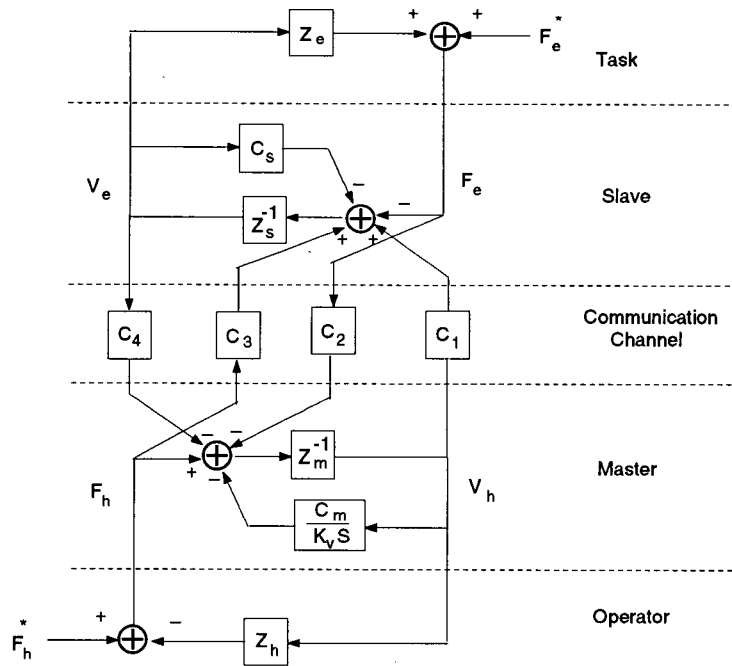 Z_e
+ +
F_e^*
Task
C_s
V_e
−
−
F_e
Slave
Z_s^-1
+ +
C_4
C_3
C_2
C_1
Communication
Channel
− −
Z_m^-1
Master
+
−
F_h
V_h
C_m
K_v S
Operator
+
−
F_h^*
Z_h